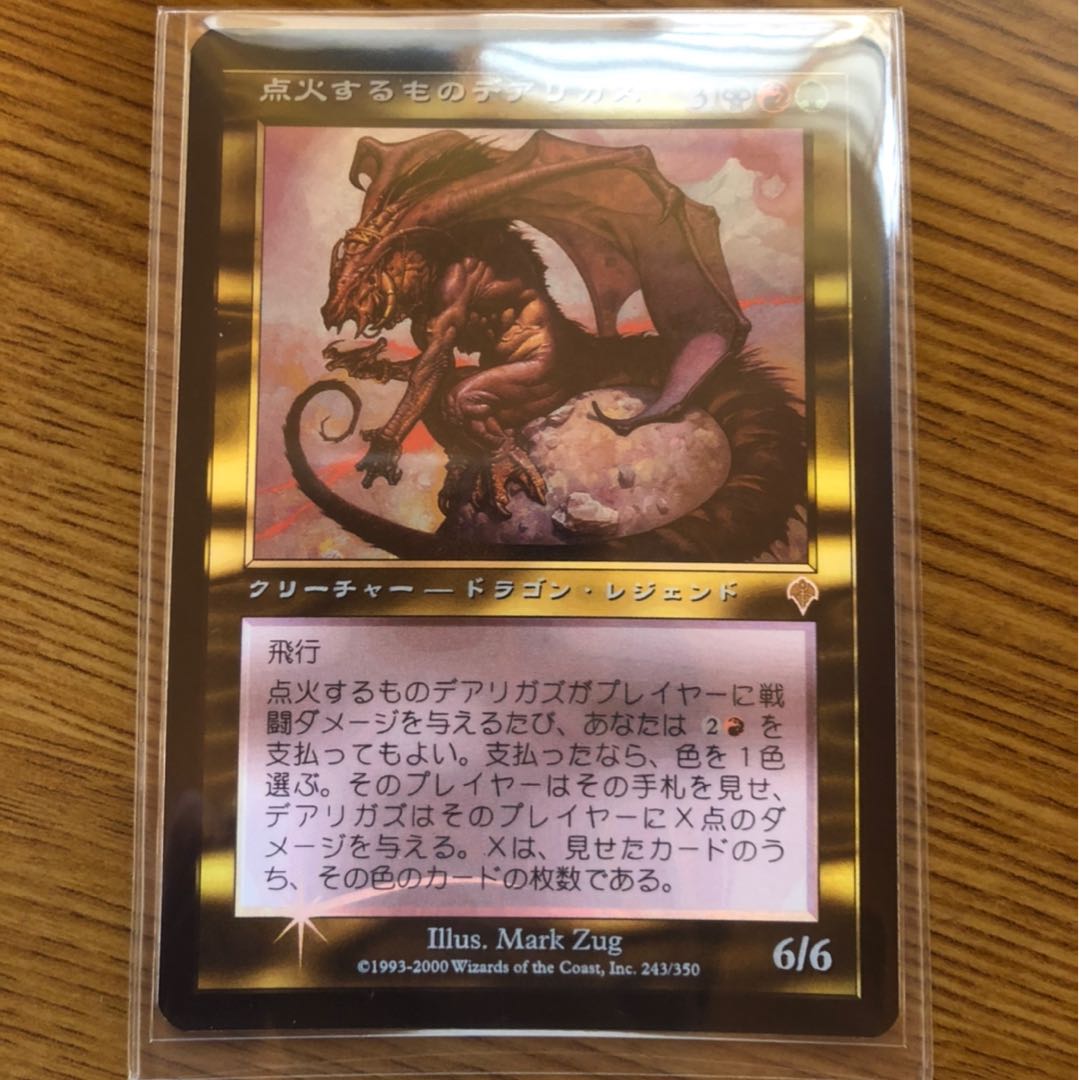 点火するものデアリガズ 3
クリーチャー ― ドラゴン・レジェンド
飛行
点火するものデアリガズがプレイヤーに戦
闘ダメージを与えるたび、あなたは 2 を
支払ってもよい。支払ったなら、色を1色
選ぶ。そのプレイヤーはその手札を見せ、
デアリガズはそのプレイヤーにX点のダ
メージを与える。Xは、見せたカードのう
ち、その色のカードの枚数である。
Illus. Mark Zug
©1993-2000 Wizards of the Coast, Inc. 243/350
6/6